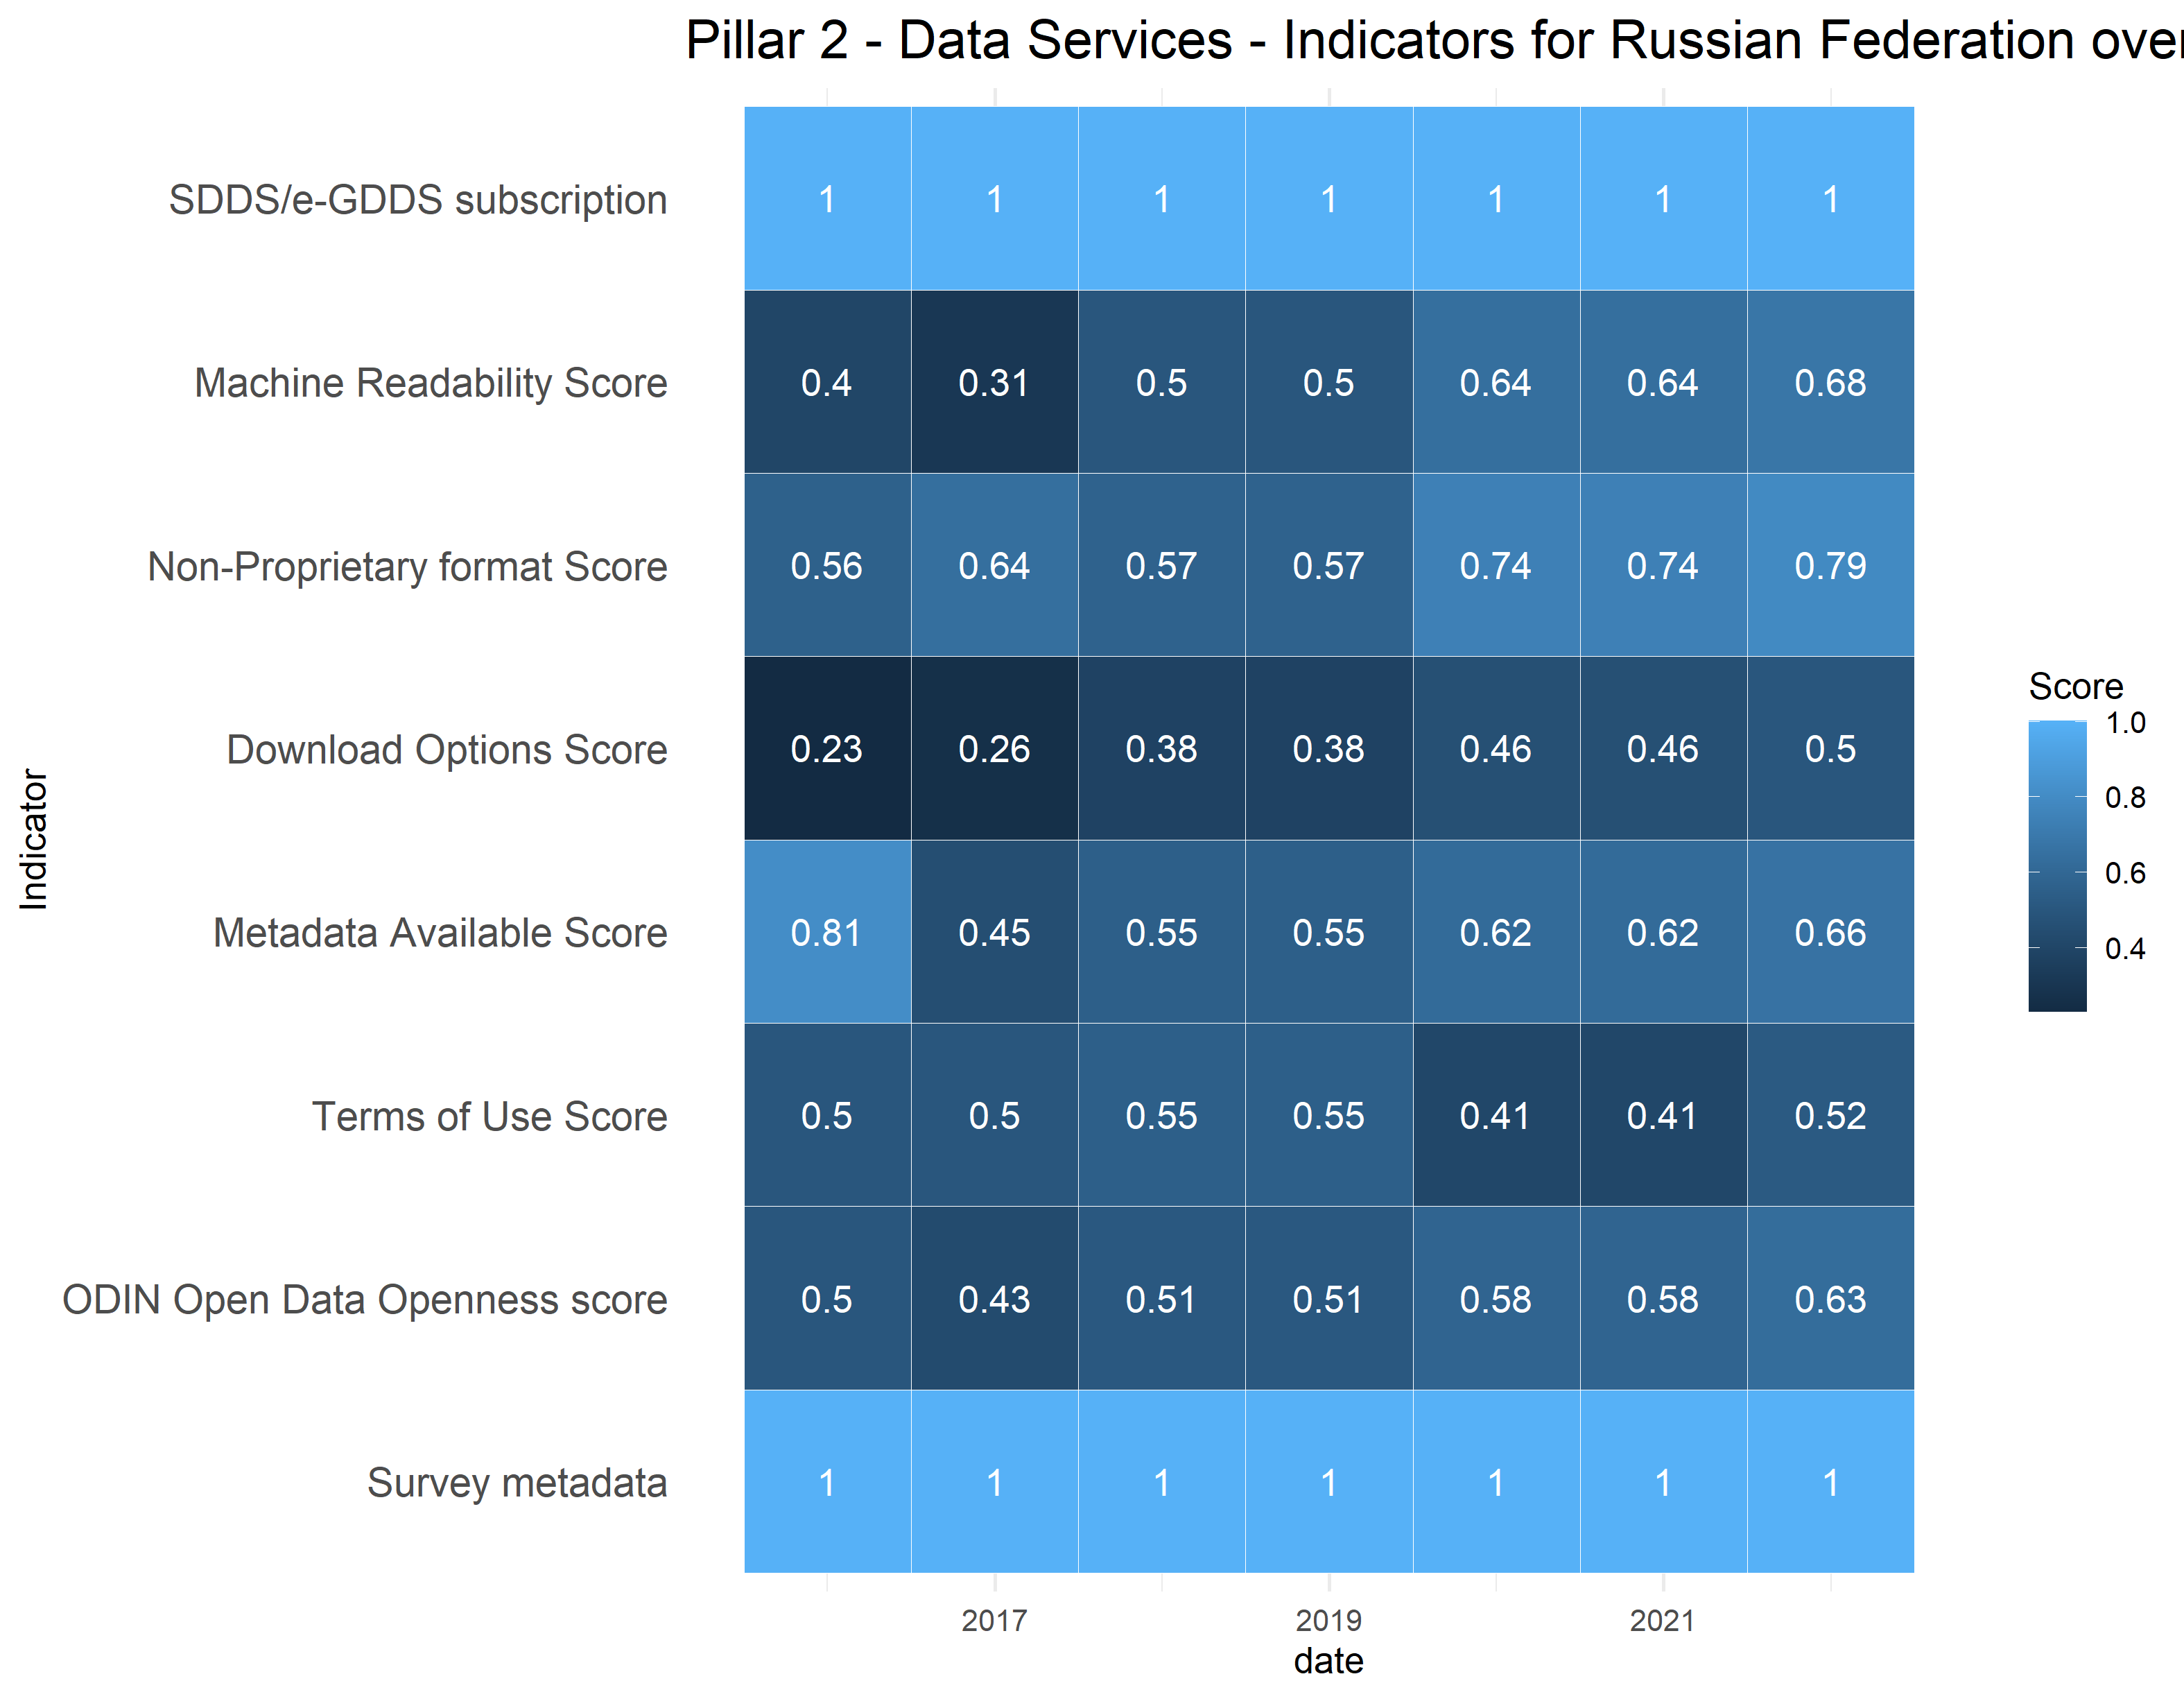 Pillar 2 - Data Services - Indicators for Russian Federation over
SDDS/e-GDDS subscription
1 1 1 1 1 1 1
Machine Readability Score
0.4 0.31 0.5 0.5 0.64 0.64 0.68
Non-Proprietary format Score
0.56 0.64 0.57 0.57 0.74 0.74 0.79
Download Options Score
0.23 0.26 0.38 0.38 0.46 0.46 0.5
Metadata Available Score
0.81 0.45 0.55 0.55 0.62 0.62 0.66
Terms of Use Score
0.5 0.5 0.55 0.55 0.41 0.41 0.52
ODIN Open Data Openness score
0.5 0.43 0.51 0.51 0.58 0.58 0.63
Survey metadata
1 1 1 1 1 1 1
Indicator
2017 2019 2021
date
Score
1.0
0.8
0.6
0.4